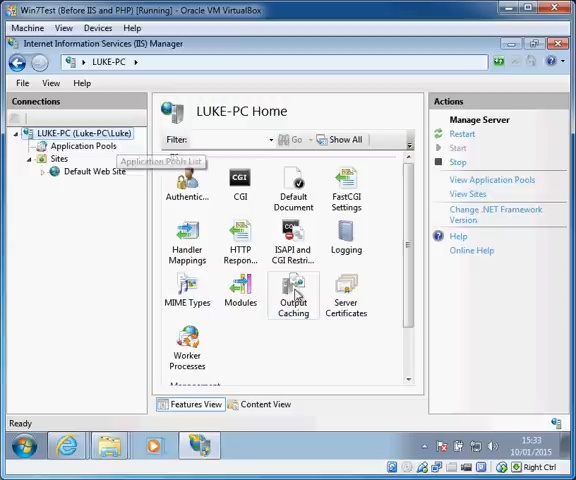 Win7Test (Before IIS and PHP) [Running] - Oracle VM VirtualBox
Machine View Devices Help
Internet Information Services (IIS) Manager
LUKE-PC
File View Help
Connections
LUKE-PC (Luke-PC\Luke)
Application Pools
Sites
Application Pools List
Default Web Site
LUKE-PC Home
Filter: Go Show All
Authentic... CGI Default Document FastCGI Settings
Handler Mappings HTTP Respon... ISAPI and CGI Restri... Logging
MIME Types Modules Output Caching Server Certificates
Worker Processes
Management
Features View Content View
Actions
Manage Server
Restart
Start
Stop
View Application Pools
View Sites
Change .NET Framework
Version
Help
Online Help
Ready
15:33
10/01/2015
Right Ctrl